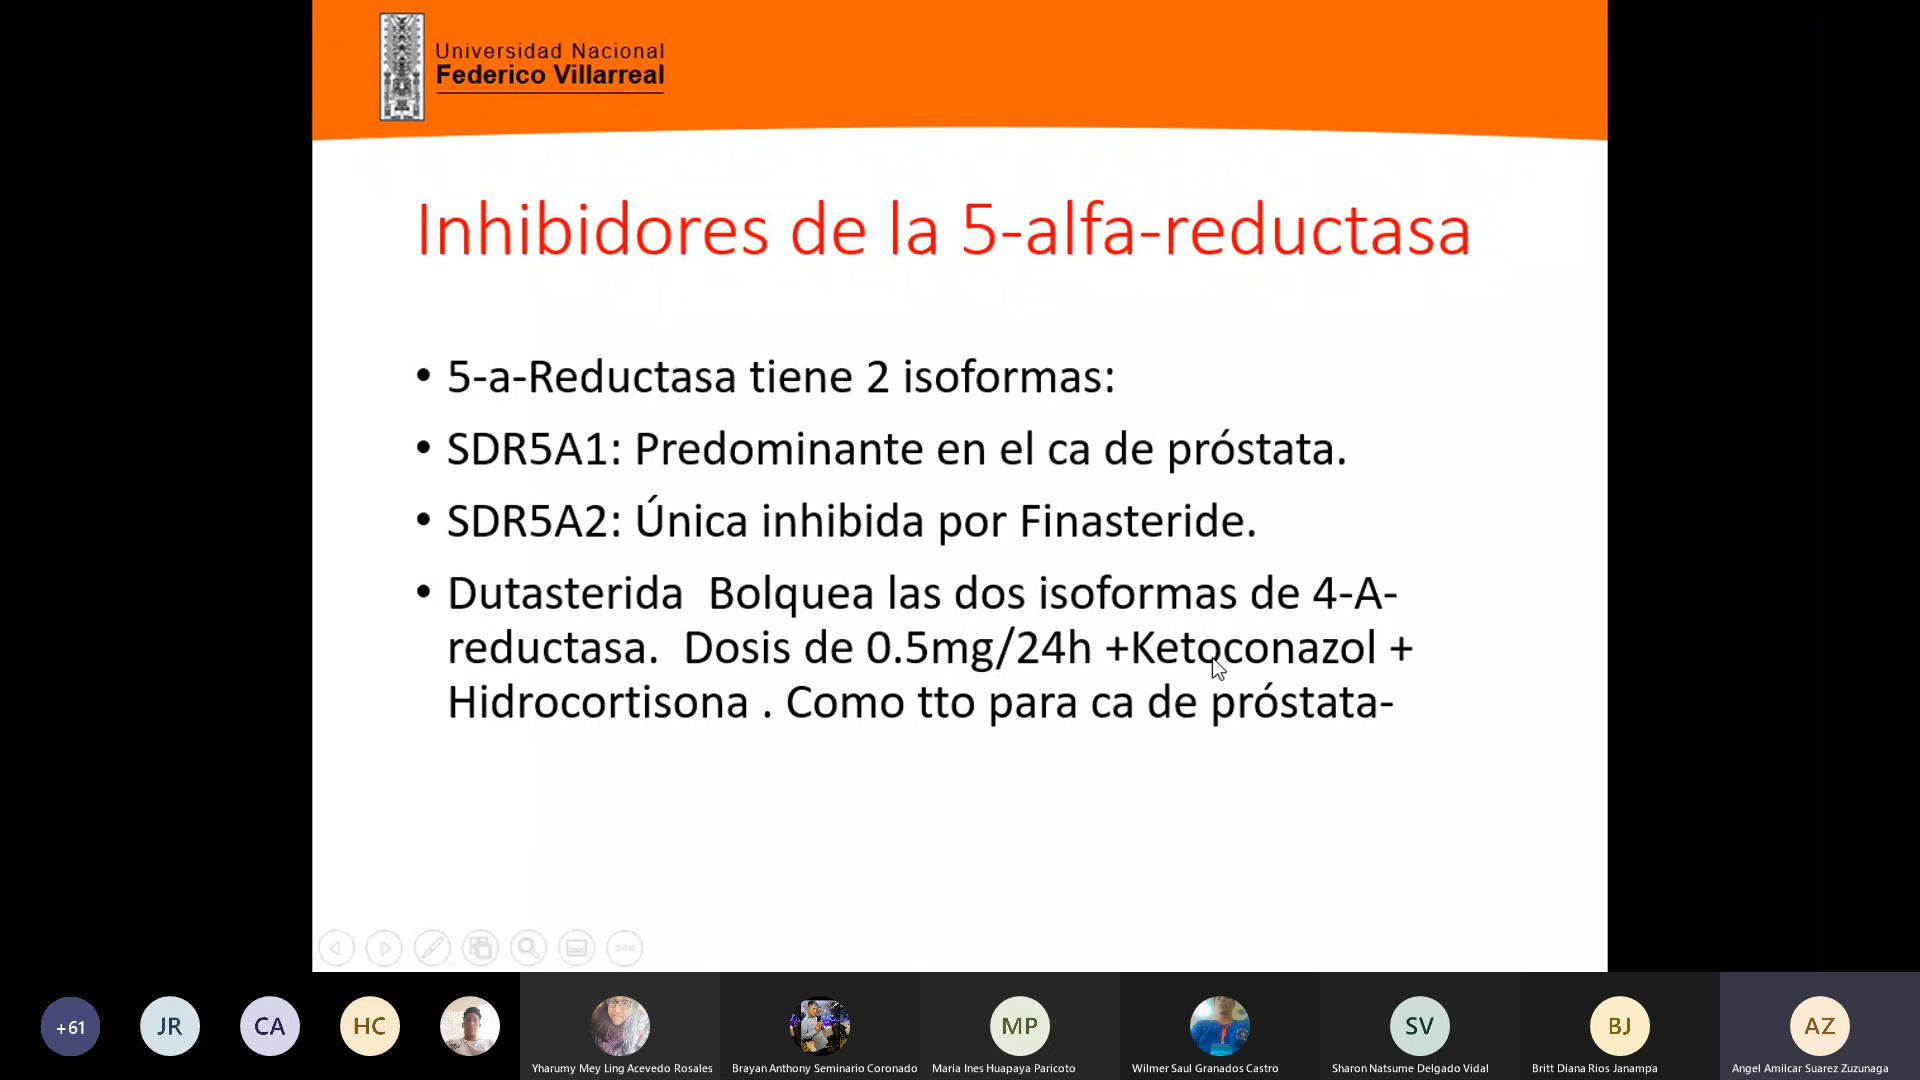 Universidad Nacional
Federico Villarreal
Inhibidores de la 5-alfa-reductasa
• 5-a-Reductasa tiene 2 isoformas:
• SDR5A1: Predominante en el ca de próstata.
• SDR5A2: Única inhibida por Finasteride.
• Dutasterida  Bolquea las dos isoformas de 4-A-
reductasa.  Dosis de 0.5mg/24h +Ketoconazol +
Hidrocortisona . Como tto para ca de próstata-
+61
JR
CA
HC
MP
SV
BJ
AZ
Yharumy Mey Ling Acevedo Rosales
Brayan Anthony Seminario Coronado
Maria Ines Huapaya Paricoto
Wilmer Saul Granados Castro
Sharon Natsume Delgado Vidal
Britt Diana Rios Janampa
Angel Amilcar Suarez Zuzunaga